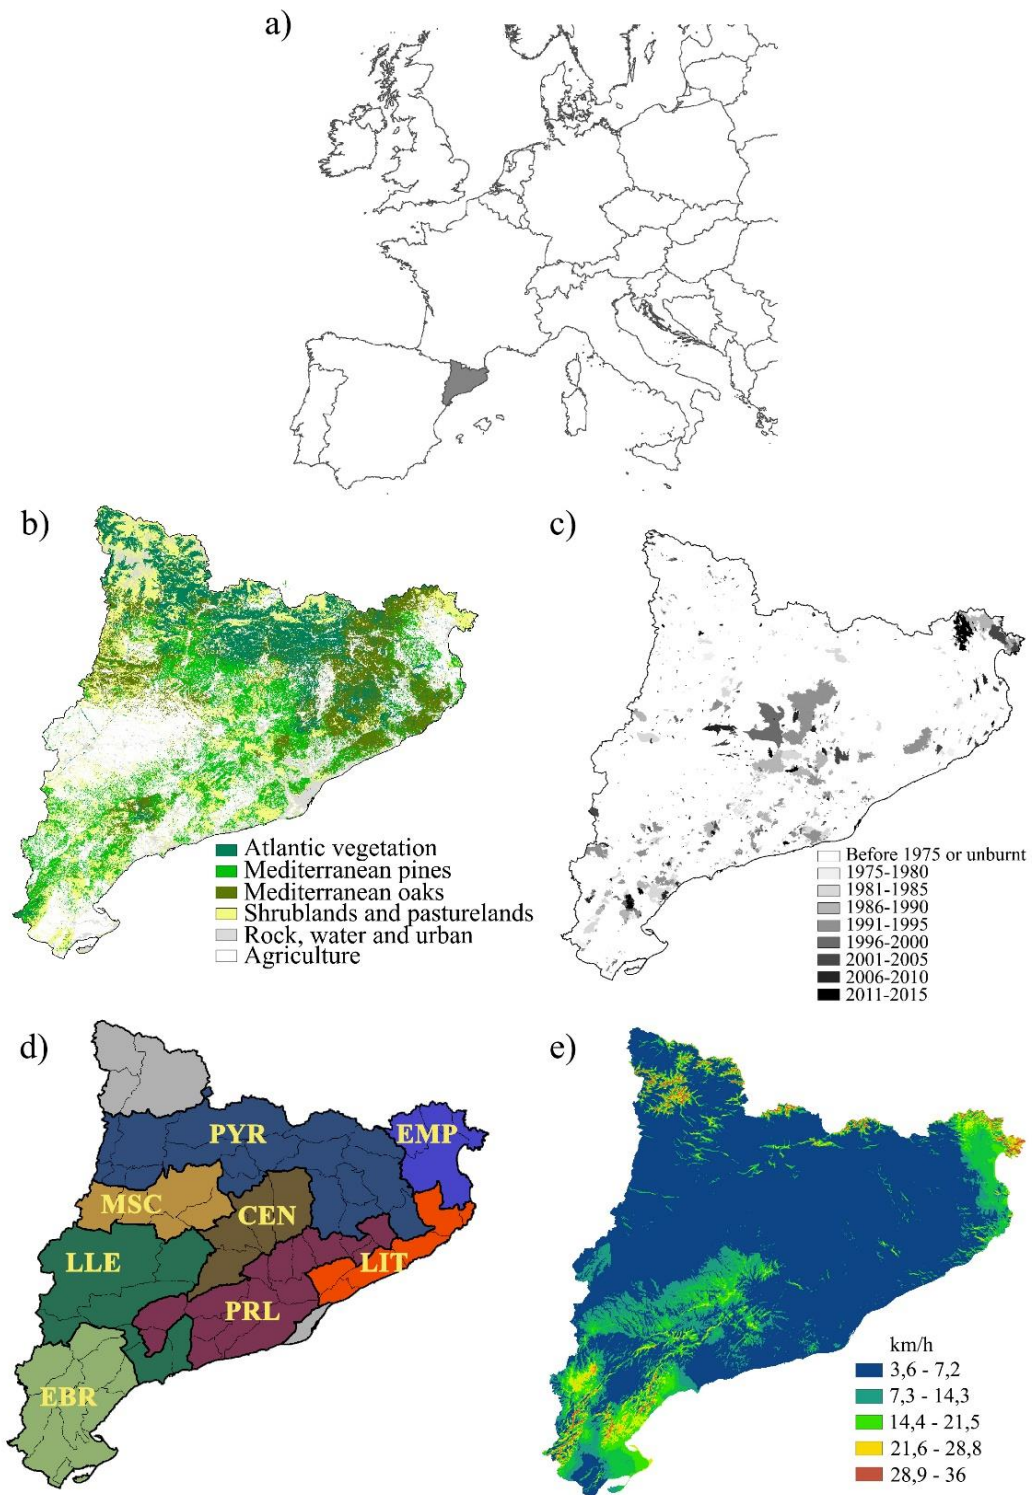 a)
b)
Atlantic vegetation
Mediterranean pines
Mediterranean oaks
Shrublands and pasturelands
Rock, water and urban
Agriculture
c)
Before 1975 or unburnt
1975-1980
1981-1985
1986-1990
1991-1995
1996-2000
2001-2005
2006-2010
2011-2015
d)
PYR
EMP
MSC
CEN
LLE
LIT
PRL
EBR
e)
km/h
3,6 - 7,2
7,3 - 14,3
14,4 - 21,5
21,6 - 28,8
28,9 - 36